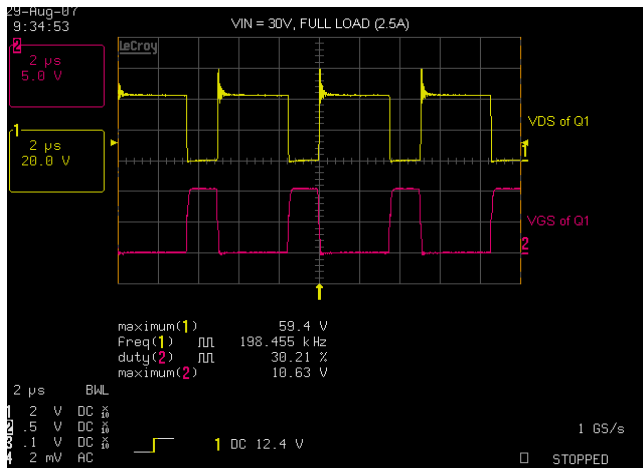 29-Aug-07
9:34:53
VIN = 30V, FULL LOAD (2.5A)
LeCroy
2
2 µs
5.0 V
1
2 µs
20.0 V
VDS of Q1
1
VGS of Q1
2
maximum(1) 59.4 V
freq(1) 198.455 kHz
duty(2) 30.21 %
maximum(2) 10.63 V
2 µs BWL
1 2 V DC X10
2 .5 V DC X10
3 .1 V DC X10
4 2 mV AC
1 DC 12.4 V
1 GS/s
STOPPED